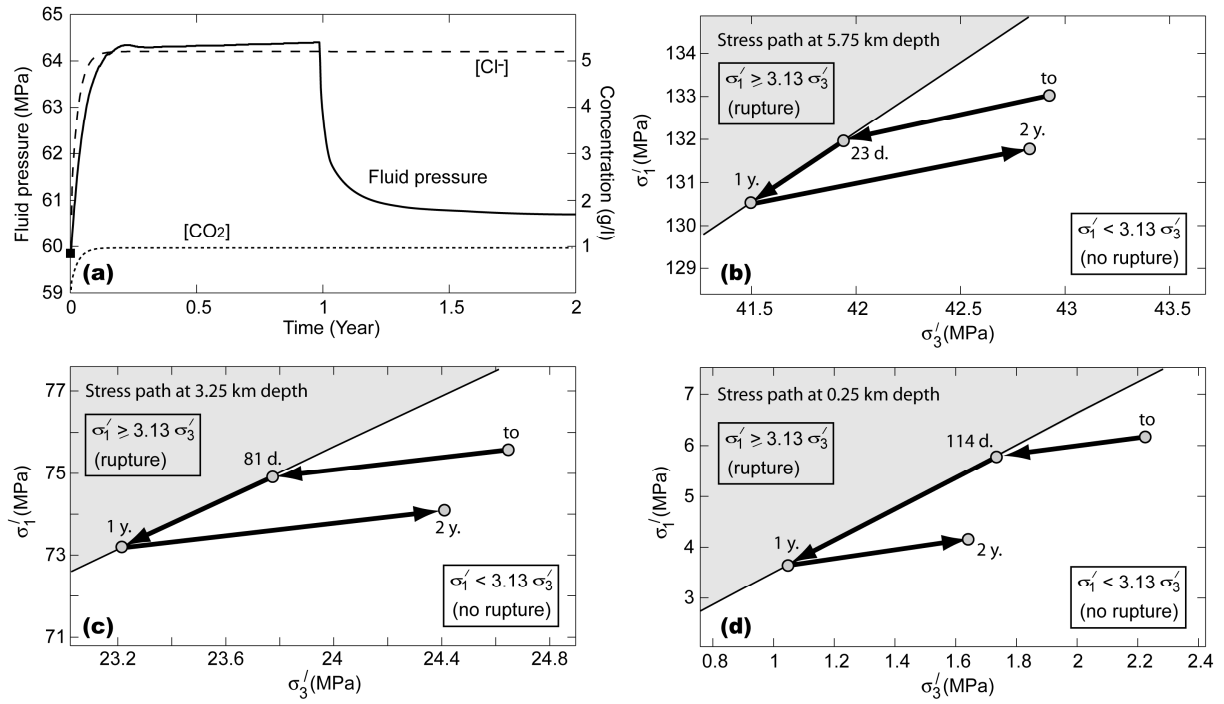 65
64
63
62
61
60
59
Fluid pressure (MPa)
[Cl⁻]
Fluid pressure
[CO₂]
(a)
5
4
3
2
1
Concentration (g/l)
0
0.5
1
1.5
2
Time (Year)
Stress path at 5.75 km depth
σ₁′ ≥ 3.13 σ₃′
(rupture)
to
23 d.
2 y.
1 y.
σ₁′ < 3.13 σ₃′
(no rupture)
(b)
134
133
132
131
130
129
σ₁′(MPa)
41.5
42
42.5
43
43.5
σ₃′(MPa)
Stress path at 3.25 km depth
σ₁′ ≥ 3.13 σ₃′
(rupture)
to
81 d.
1 y.
2 y.
σ₁′ < 3.13 σ₃′
(no rupture)
(c)
77
75
73
71
σ₁′(MPa)
23.2
23.6
24
24.4
24.8
σ₃′(MPa)
Stress path at 0.25 km depth
σ₁′ ≥ 3.13 σ₃′
(rupture)
to
114 d.
1 y.
2 y.
σ₁′ < 3.13 σ₃′
(no rupture)
(d)
7
6
5
4
3
σ₁′(MPa)
0.8
1
1.2
1.4
1.6
1.8
2
2.2
2.4
σ₃′(MPa)